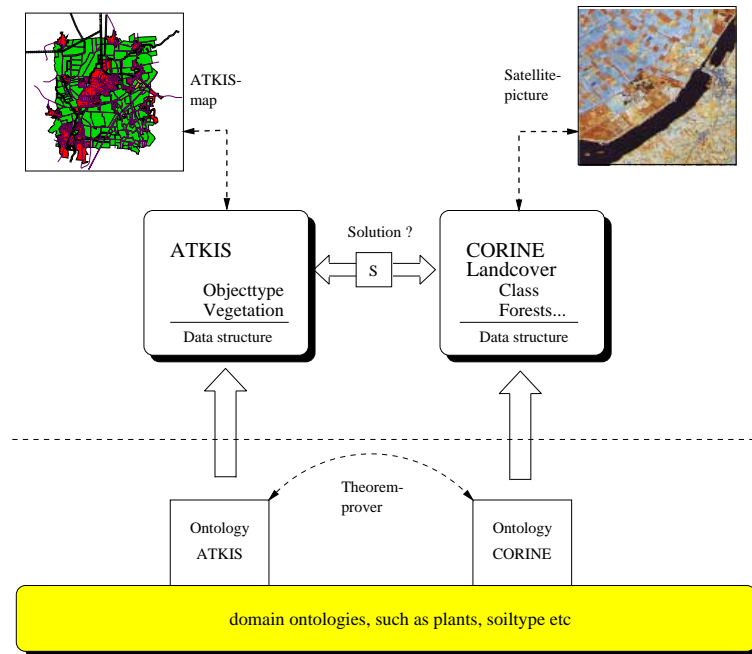 ATKIS-
map
Satellite-
picture
Solution ?
S
ATKIS
Objecttype
Vegetation
Data structure
CORINE
Landcover
Class
Forests...
Data structure
Theorem-
prover
Ontology
ATKIS
Ontology
CORINE
domain ontologies, such as plants, soiltype etc